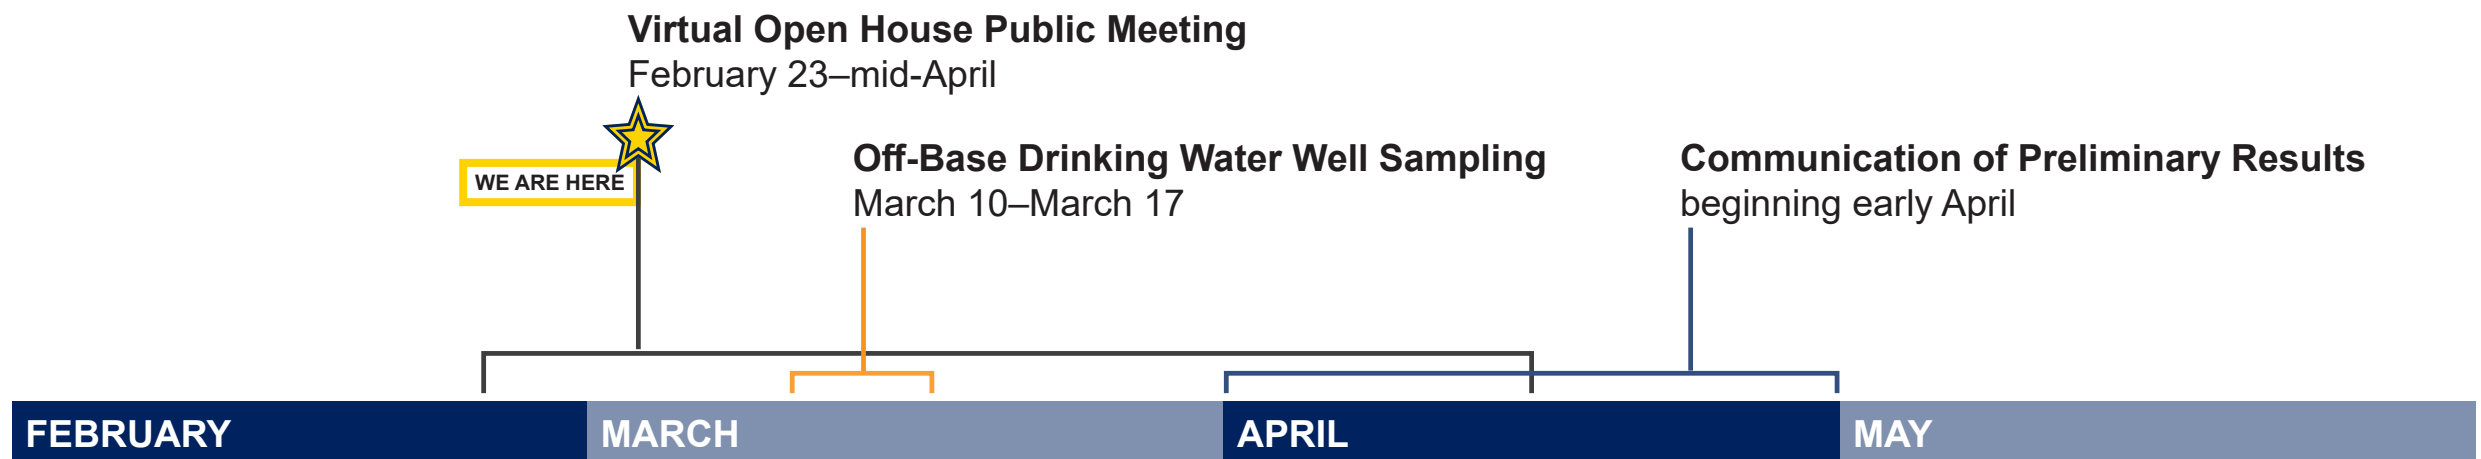 Virtual Open House Public Meeting
February 23–mid-April
WE ARE HERE
Off-Base Drinking Water Well Sampling
March 10–March 17
Communication of Preliminary Results
beginning early April
FEBRUARY
MARCH
APRIL
MAY